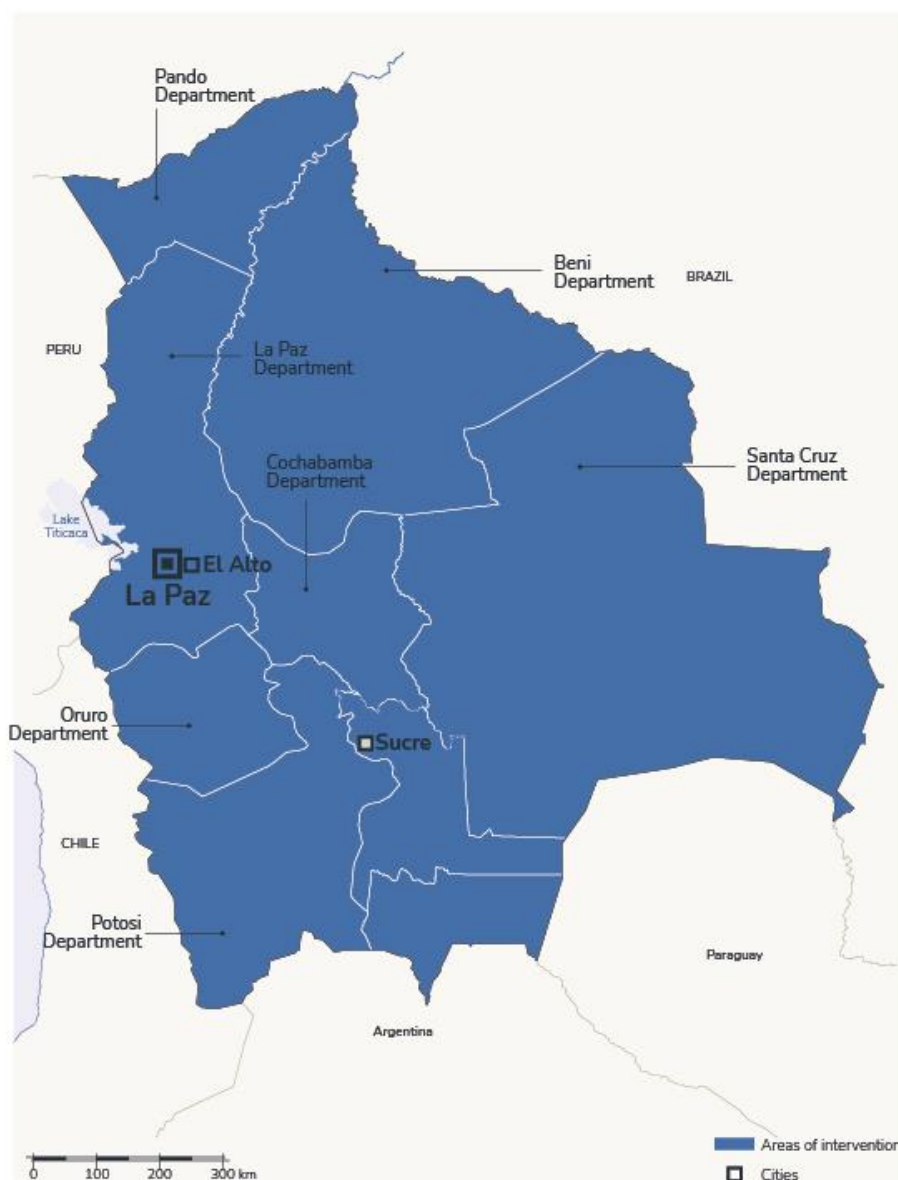 Pando
Department
Beni
Department
BRAZIL
PERU
La Paz
Department
Cochabamba
Department
Santa Cruz
Department
Lake
Titicaca
El Alto
La Paz
Oruro
Department
Sucre
CHILE
Potosi
Department
Paraguay
Argentina
Areas of intervention
0 100 200 300 km
Cities